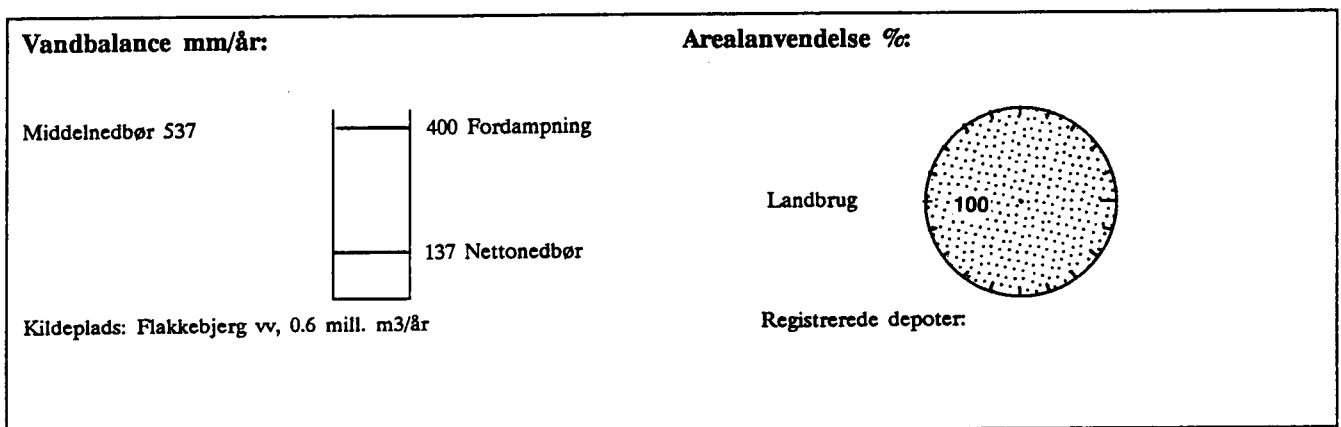 Vandbalance mm/år:
Middelnedbør 537
400 Fordampning
137 Nettonedbør
Kildeplads: Flakkebjerg vv, 0.6 mill. m3/år
Arealanvendelse %:
Landbrug
100
Registrerede depoter: